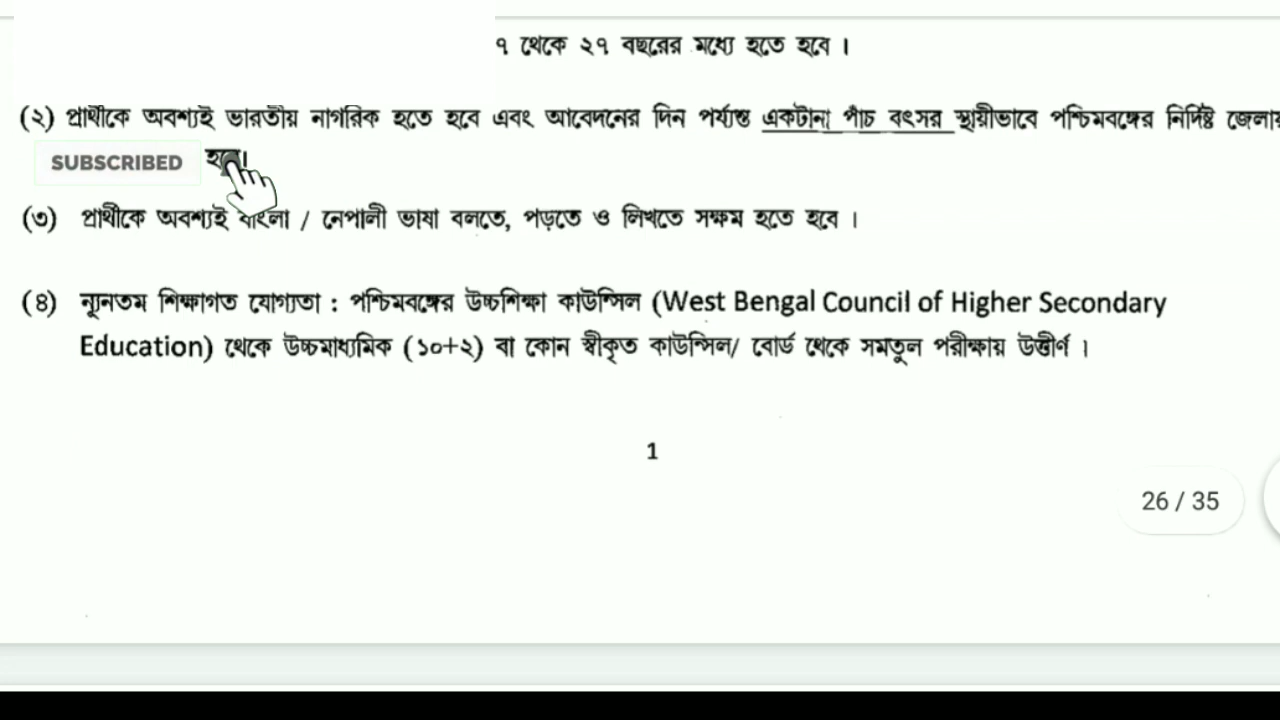 ৭ থেকে ২৭ বছরের মধ্যে হতে হবে ।
(২) প্রার্থীকে অবশ্যই ভারতীয় নাগরিক হতে হবে এবং আবেদনের দিন পর্য্যন্ত একটানা পাঁচ বৎসর স্থায়ীভাবে পশ্চিমবঙ্গের নির্দিষ্ট জেলায়
SUBSCRIBED হবে।
(৩) প্রার্থীকে অবশ্যই বাংলা / নেপালী ভাষা বলতে, পড়তে ও লিখতে সক্ষম হতে হবে ।
(৪) ন্যূনতম শিক্ষাগত যোগ্যতা : পশ্চিমবঙ্গের উচ্চশিক্ষা কাউন্সিল (West Bengal Council of Higher Secondary
Education) থেকে উচ্চমাধ্যমিক (১০+২) বা কোন স্বীকৃত কাউন্সিল/ বোর্ড থেকে সমতুল পরীক্ষায় উত্তীর্ণ ।
1
26 / 35